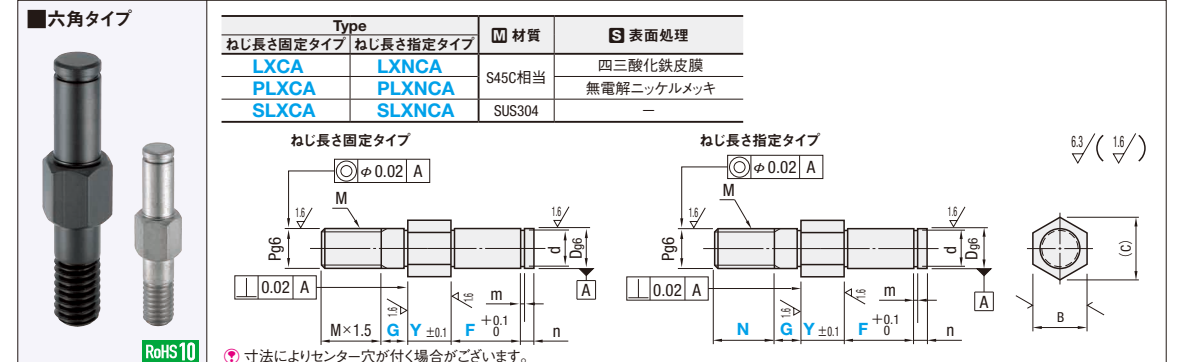 ■六角タイプ
Type
ねじ長さ固定タイプ ねじ長さ指定タイプ
M 材質
S 表面処理
LXCA LXNCA S45C相当 四三酸化鉄皮膜
PLXCA PLXNCA 無電解ニッケルメッキ
SLXCA SLXNCA SUS304 －
ねじ長さ固定タイプ
◎ φ0.02 A
M
1.6
Pg6
d
Dg6
1.6
⊥ 0.02 A
1.6
1.6
m
A
M×1.5 G Y ±0.1 F +0.1 0 n
ねじ長さ指定タイプ
◎ φ0.02 A
M
1.6
Pg6
d
Dg6
1.6
⊥ 0.02 A
1.6
1.6
m
A
N G Y ±0.1 F +0.1 0 n
6.3 ( 1.6 )
(C)
B
RoHS10
寸法によりセンター穴が付く場合がございます。